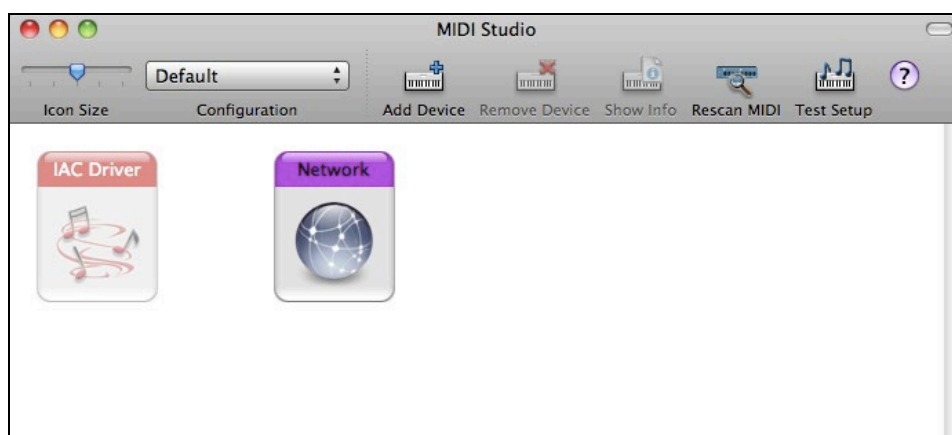 MIDI Studio
Default
Icon Size Configuration Add Device Remove Device Show Info Rescan MIDI Test Setup
?
IAC Driver Network